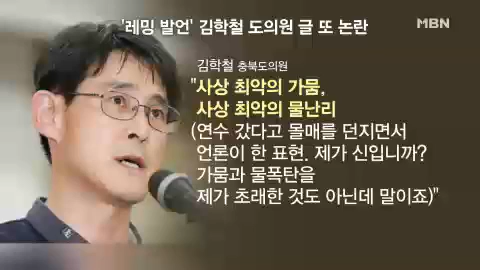 '레밍 발언' 김학철 도의원 글 또 논란
MBN
김학철 충북도의원
"사상 최악의 가뭄,
사상 최악의 물난리
(연수 갔다고 몰매를 던지면서
언론이 한 표현. 제가 신입니까?
가뭄과 물폭탄을
제가 초래한 것도 아닌데 말이죠)"